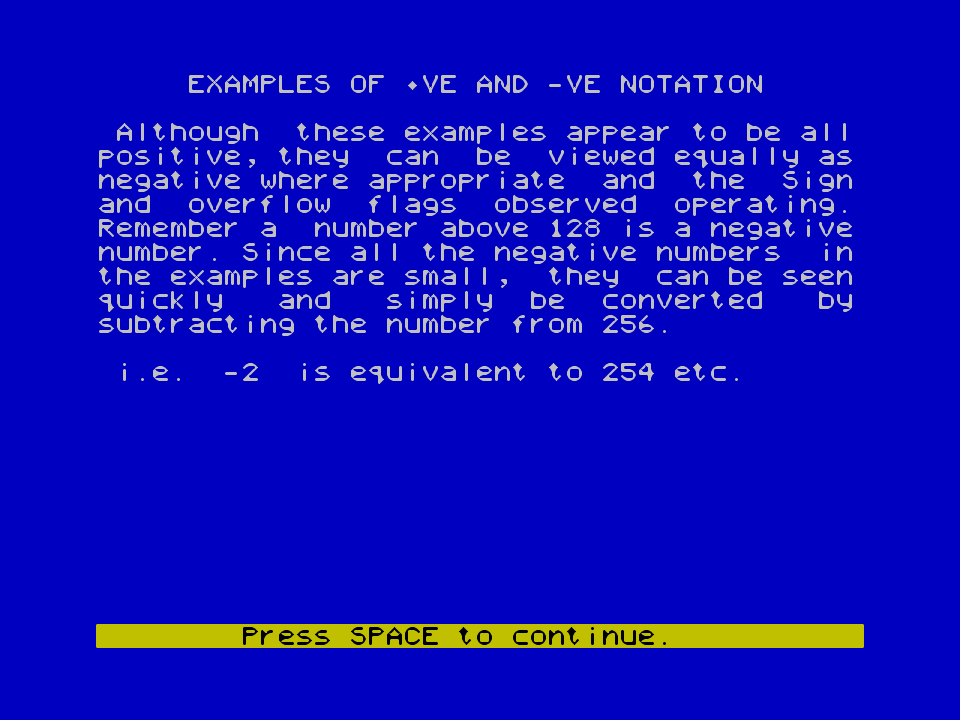 EXAMPLES OF +VE AND -VE NOTATION
Although these examples appear to be all
positive, they can be viewed equally as
negative where appropriate and the Sign
and overflow flags observed operating.
Remember a number above 128 is a negative
number. Since all the negative numbers in
the examples are small, they can be seen
quickly and simply be converted by
subtracting the number from 256.
i.e. -2 is equivalent to 254 etc.
Press SPACE to continue.